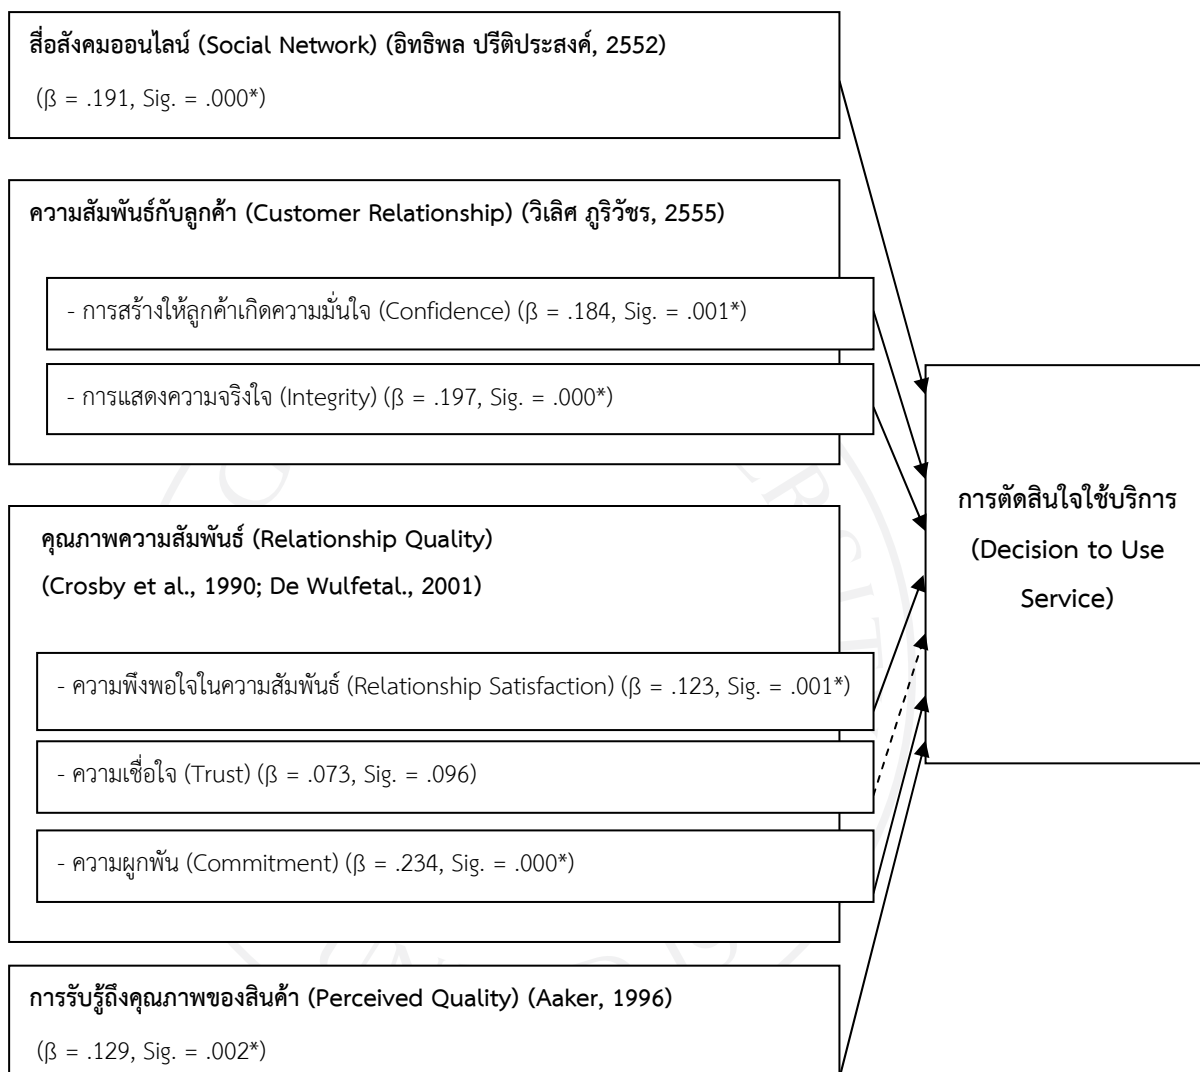 สื่อสังคมออนไลน์ (Social Network) (อิทธิพล ปรีติประสงค์, 2552)
(ß = .191, Sig. = .000*)
ความสัมพันธ์กับลูกค้า (Customer Relationship) (วิเลิศ ภูริวัชร, 2555)
- การสร้างให้ลูกค้าเกิดความมั่นใจ (Confidence) (ß = .184, Sig. = .001*)
- การแสดงความจริงใจ (Integrity) (ß = .197, Sig. = .000*)
คุณภาพความสัมพันธ์ (Relationship Quality)
(Crosby et al., 1990; De Wulfetal., 2001)
- ความพึงพอใจในความสัมพันธ์ (Relationship Satisfaction) (ß = .123, Sig. = .001*)
- ความเชื่อใจ (Trust) (ß = .073, Sig. = .096)
- ความผูกพัน (Commitment) (ß = .234, Sig. = .000*)
การรับรู้ถึงคุณภาพของสินค้า (Perceived Quality) (Aaker, 1996)
(ß = .129, Sig. = .002*)
การตัดสินใจใช้บริการ
(Decision to Use
Service)